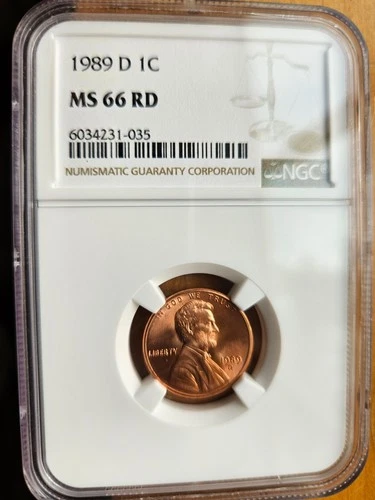 1989 D 1C
MS 66 RD
6034231-035
NUMISMATIC GUARANTY CORPORATION
NGC
IN GOD WE TRUST
LIBERTY
1989
D